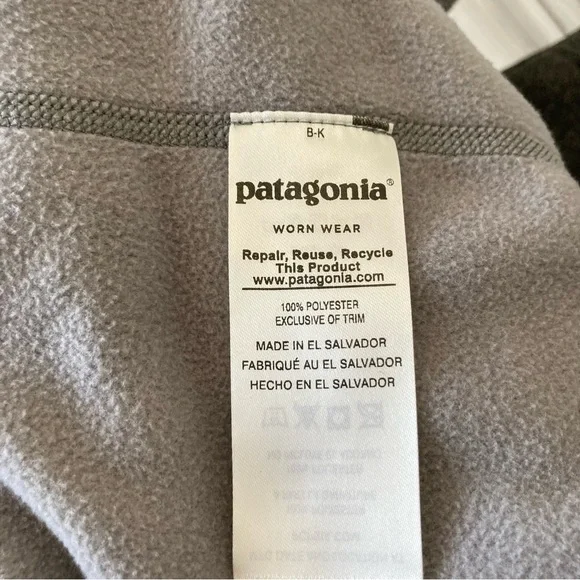 B-K
patagonia®
WORN WEAR
Repair, Reuse, Recycle
This Product
www.patagonia.com
100% POLYESTER
EXCLUSIVE OF TRIM
MADE IN EL SALVADOR
FABRIQUÉ AU EL SALVADOR
HECHO EN EL SALVADOR